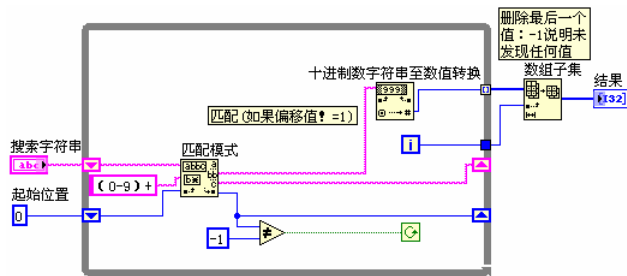 删除最后一个
值：-1说明未
发现任何值
十进制数字符串至数值转换
数组子集
结果
999
I32
匹配(如果偏移值！=1)
i
搜索字符串
匹配模式
abc
abbc
(0-9)+
起始位置
0
-1
≠